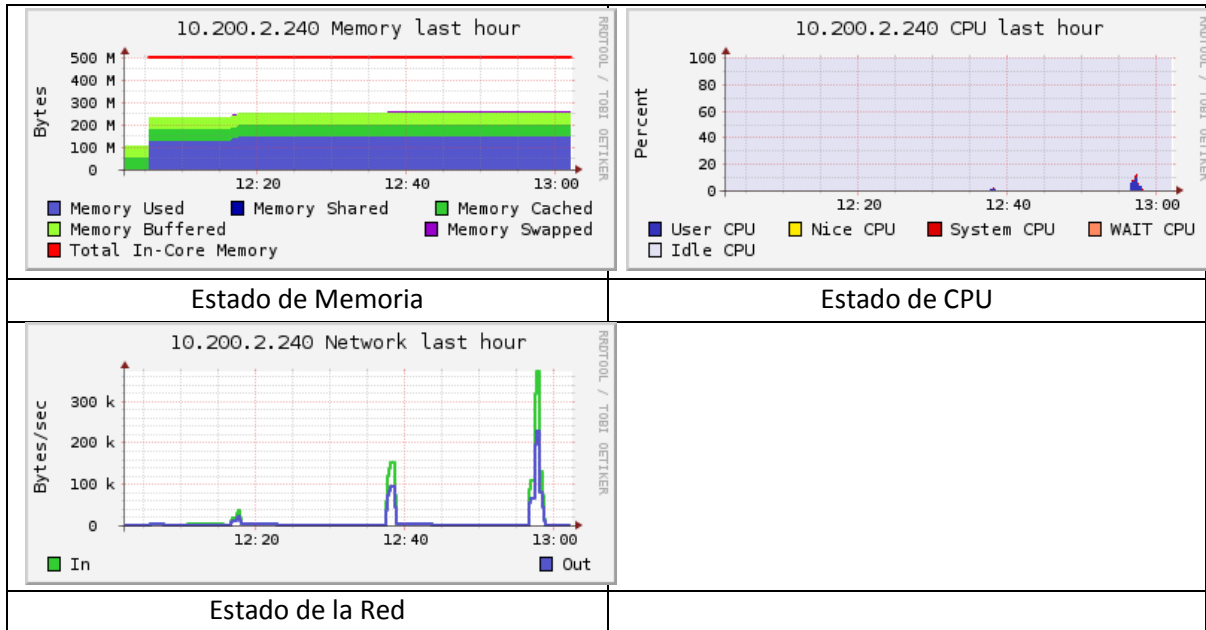 10.200.2.240 Memory last hour
RRDTOOL / TOBI OETIKER
Bytes
500 M
400 M
300 M
200 M
100 M
0
12:20 12:40 13:00
Memory Used Memory Shared Memory Cached
Memory Buffered Memory Swapped
Total In-Core Memory
10.200.2.240 CPU last hour
RRDTOOL / TOBI OETIKER
Percent
100
80
60
40
20
0
12:20 12:40 13:00
User CPU Nice CPU System CPU WAIT CPU
Idle CPU
Estado de Memoria Estado de CPU
10.200.2.240 Network last hour
RRDTOOL / TOBI OETIKER
Bytes/sec
300 k
200 k
100 k
0
12:20 12:40 13:00
In Out
Estado de la Red